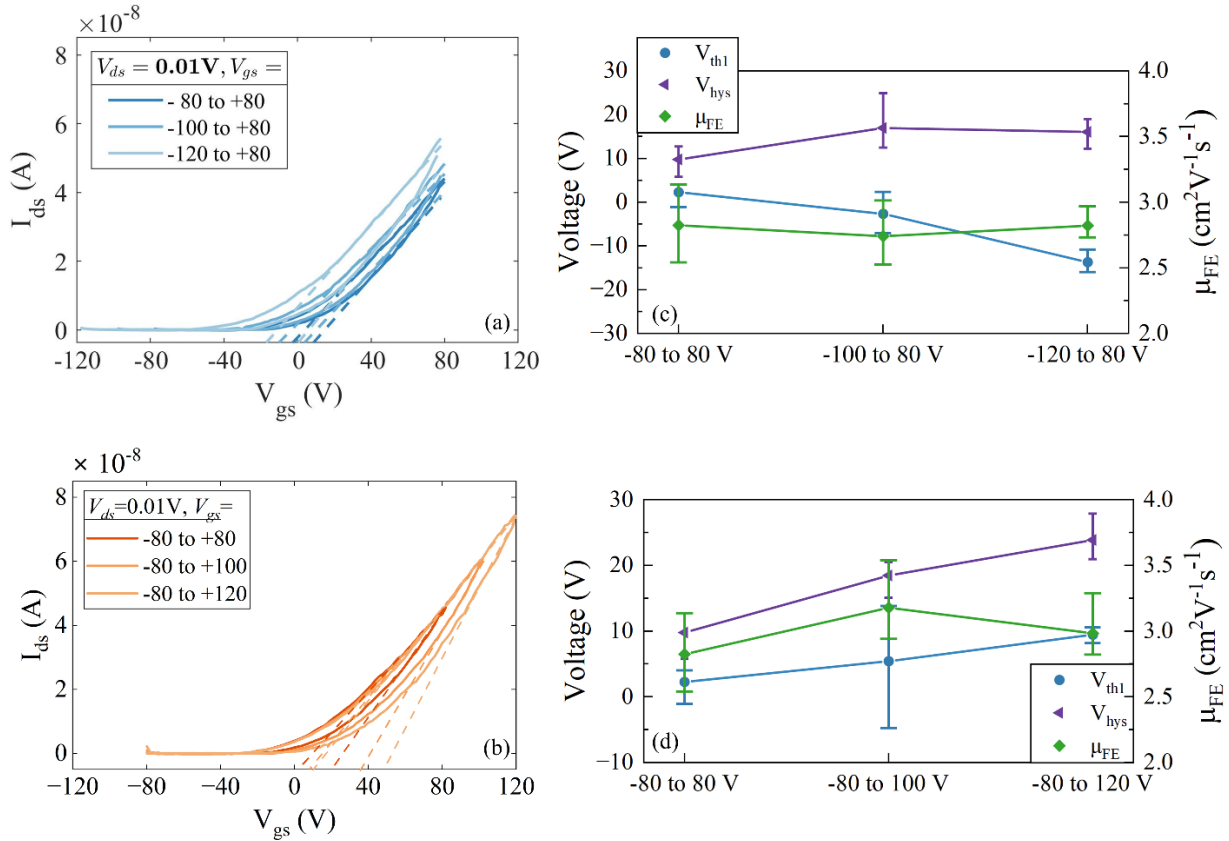 ×10⁻⁸
8
6
4
2
0
I_ds (A)
V_ds = 0.01V, V_gs =
- 80 to +80
-100 to +80
-120 to +80
(a)
-120 -80 -40 0 40 80 120
V_gs (V)
30
20
10
0
−10
−20
−30
Voltage (V)
V_th1
V_hys
μ_FE
(c)
4.0
3.5
3.0
2.5
2.0
μ_FE (cm²V⁻¹s⁻¹)
-80 to 80 V -100 to 80 V -120 to 80 V
× 10⁻⁸
8
6
4
2
0
I_ds (A)
V_ds=0.01V, V_gs=
-80 to +80
-80 to +100
-80 to +120
(b)
−120 −80 −40 0 40 80 120
V_gs (V)
30
20
10
0
−10
Voltage (V)
V_th1
V_hys
μ_FE
(d)
4.0
3.5
3.0
2.5
2.0
μ_FE (cm²V⁻¹s⁻¹)
-80 to 80 V -80 to 100 V -80 to 120 V